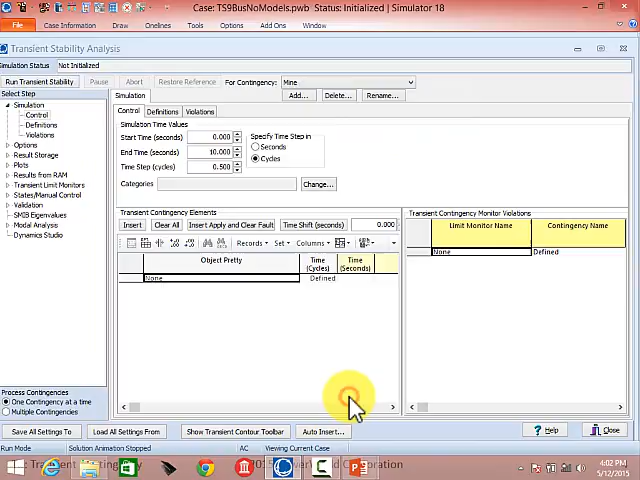 Case: TS9BusNoModels.pwb Status: Initialized | Simulator 18
File Case Information Draw Onelines Tools Options Add Ons Window
Transient Stability Analysis
Simulation Status Not Initialized
Run Transient Stability Pause Abort Restore Reference For Contingency: Mine
Select Step
Simulation
Control
Definitions
Violations
Options
Result Storage
Plots
Results from RAM
Transient Limit Monitors
States/Manual Control
Validation
SMIB Eigenvalues
Modal Analysis
Dynamics Studio
Process Contingencies
One Contingency at a time
Multiple Contingencies
Simulation Add... Delete... Rename...
Control Definitions Violations
Simulation Time Values
Start Time (seconds) 0.000
End Time (seconds) 10.000
Time Step (cycles) 0.500
Specify Time Step in
Seconds
Cycles
Categories Change...
Transient Contingency Elements
Insert Clear All Insert Apply and Clear Fault Time Shift (seconds) 0.000
Records Set Columns
Object Pretty Time (Cycles) Time (Seconds)
None Defined
Transient Contingency Monitor Violations
Limit Monitor Name Contingency Name
None Defined
Save All Settings To Load All Settings From Show Transient Contour Toolbar Auto Insert... Help Close
Run Mode Solution Animation Stopped AC Viewing Current Case
4:02 PM
5/12/2015